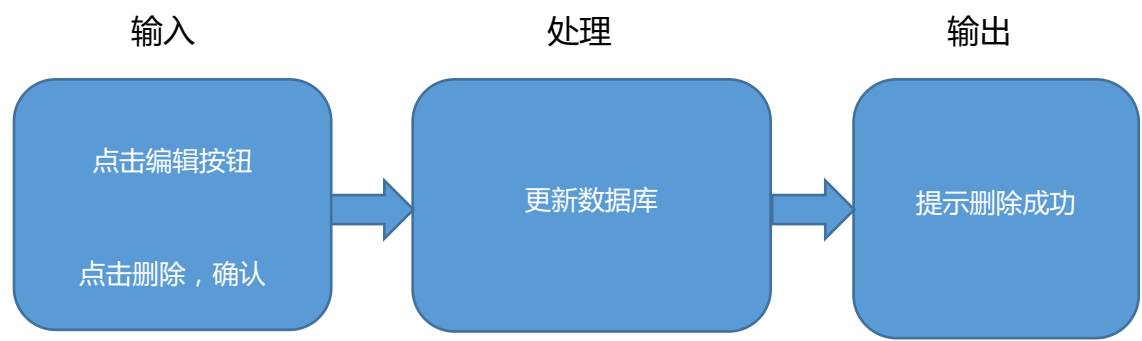 输入
处理
输出
点击编辑按钮
点击删除，确认
更新数据库
提示删除成功